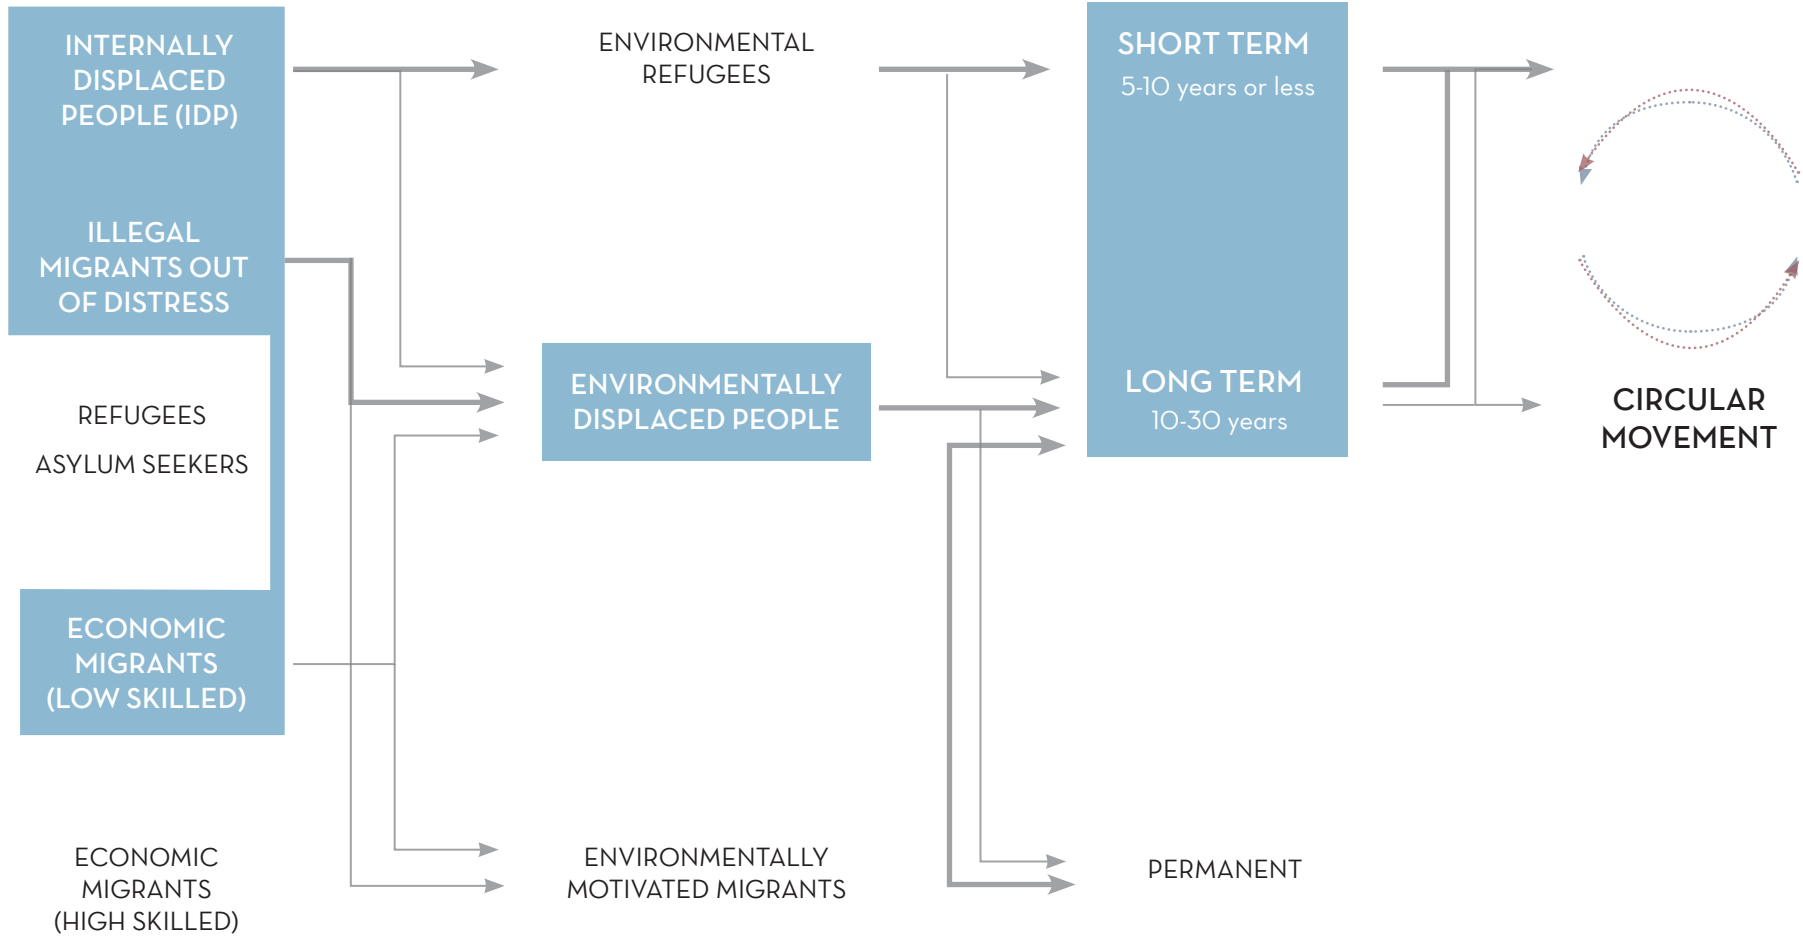 INTERNALLY
DISPLACED
PEOPLE (IDP)
ILLEGAL
MIGRANTS OUT
OF DISTRESS
REFUGEES
ASYLUM SEEKERS
ECONOMIC
MIGRANTS
(LOW SKILLED)
ECONOMIC
MIGRANTS
(HIGH SKILLED)
ENVIRONMENTAL
REFUGEES
ENVIRONMENTALLY
DISPLACED PEOPLE
ENVIRONMENTALLY
MOTIVATED MIGRANTS
SHORT TERM
5-10 years or less
LONG TERM
10-30 years
PERMANENT
CIRCULAR
MOVEMENT